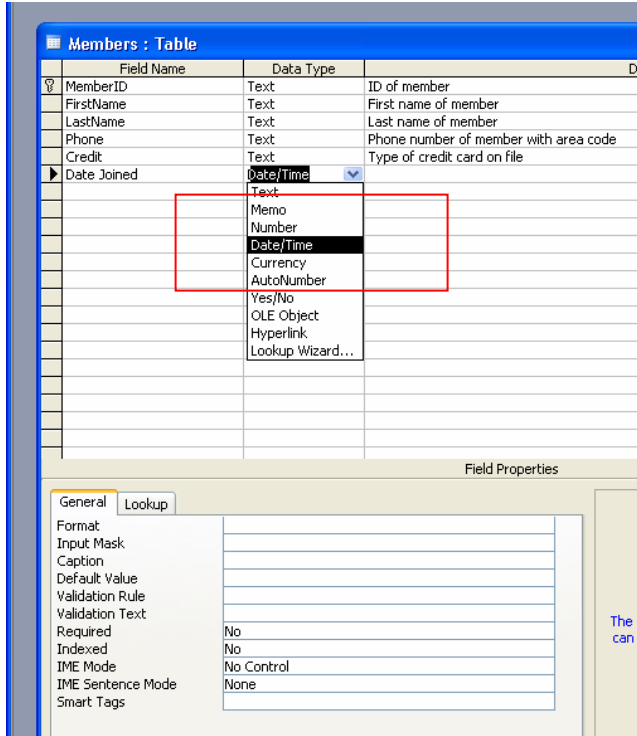 Members : Table
Field Name Data Type D
MemberID Text ID of member
FirstName Text First name of member
LastName Text Last name of member
Phone Text Phone number of member with area code
Credit Text Type of credit card on file
Date Joined Date/Time
Text
Memo
Number
Date/Time
Currency
AutoNumber
Yes/No
OLE Object
Hyperlink
Lookup Wizard...
Field Properties
General Lookup
Format
Input Mask
Caption
Default Value
Validation Rule
Validation Text
Required No
Indexed No
IME Mode No Control
IME Sentence Mode None
Smart Tags
The
can